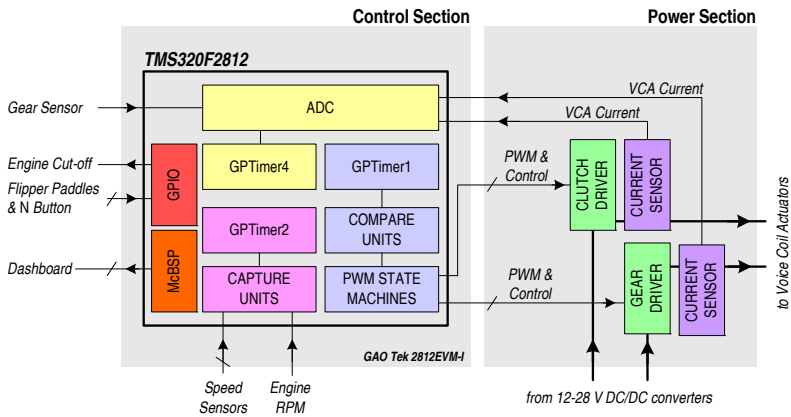 Control Section
Power Section
TMS320F2812
ADC
VCA Current
VCA Current
Gear Sensor
Engine Cut-off
Flipper Paddles
& N Button
GPIO
GPTimer4
GPTimer1
PWM &
Control
CLUTCH
DRIVER
CURRENT
SENSOR
GPTimer2
COMPARE
UNITS
Dashboard
McBSP
CAPTURE
UNITS
PWM STATE
MACHINES
PWM &
Control
GEAR
DRIVER
CURRENT
SENSOR
to Voice Coil Actuators
GAO Tek 2812EVM-I
Speed
Sensors
Engine
RPM
from 12-28 V DC/DC converters